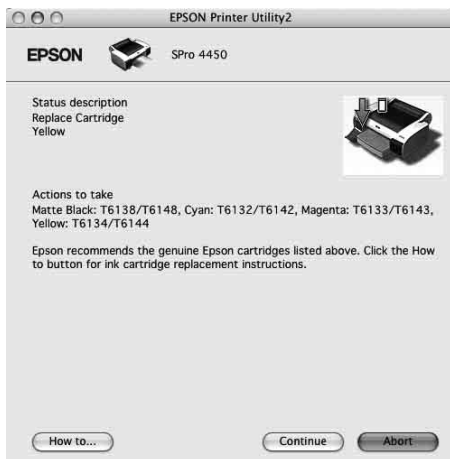 EPSON Printer Utility2
EPSON SPro 4450
Status description
Replace Cartridge
Yellow
Actions to take
Matte Black: T6138/T6148, Cyan: T6132/T6142, Magenta: T6133/T6143,
Yellow: T6134/T6144
Epson recommends the genuine Epson cartridges listed above. Click the How
to button for ink cartridge replacement instructions.
How to... Continue Abort